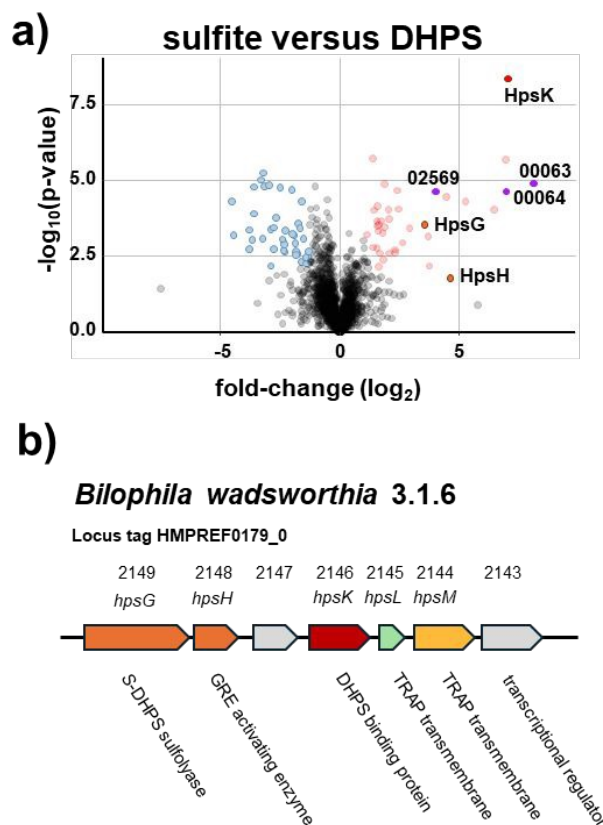 a)
sulfite versus DHPS
7.5
5.0
2.5
0.0
-log10(p-value)
HpsK
02569
00063
00064
HpsG
HpsH
-5
0
5
fold-change (log2)
b)
Bilophila wadsworthia 3.1.6
Locus tag HMPREF0179_0
2149 2148 2147 2146 2145 2144 2143
hpsG hpsH hpsK hpsL hpsM
S-DHPS sulfolyase
GRE activating enzyme
DHPS binding protein
TRAP transmembrane
TRAP transmembrane
transcriptional regulator